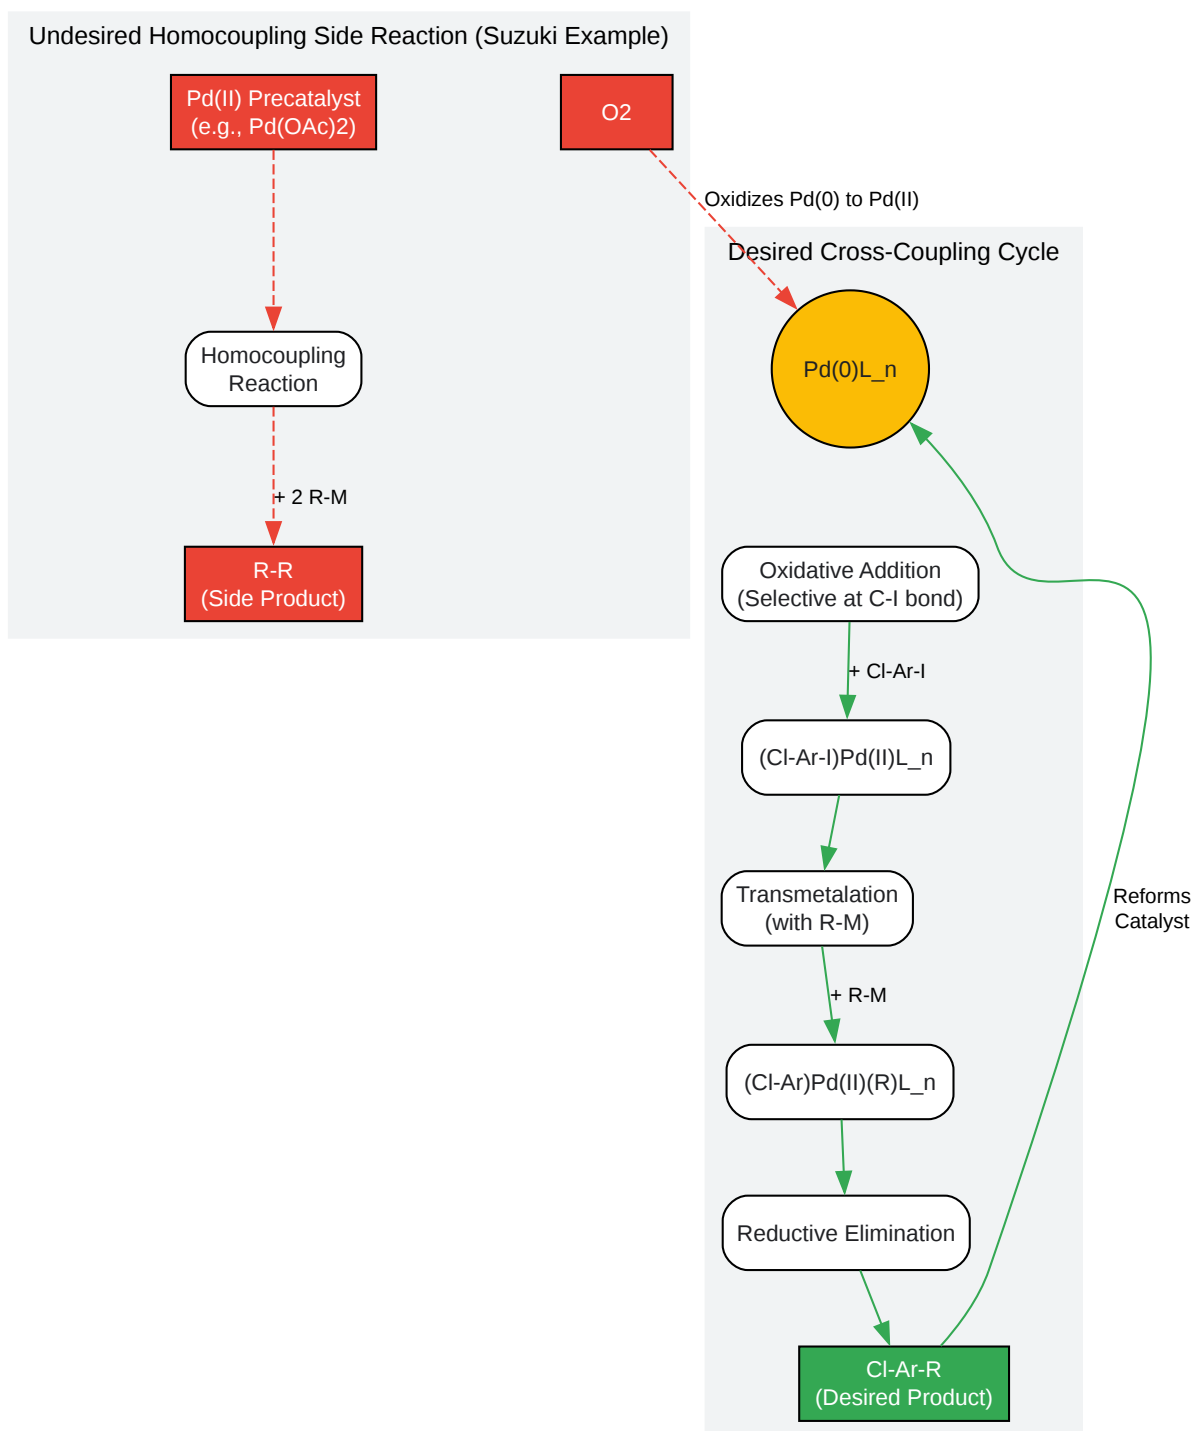 Undesired Homocoupling Side Reaction (Suzuki Example)
Pd(II) Precatalyst
(e.g., Pd(OAc)2)
O2
Oxidizes Pd(0) to Pd(II)
Desired Cross-Coupling Cycle
Homocoupling
Reaction
Pd(0)L_n
+ 2 R-M
R-R
(Side Product)
Oxidative Addition
(Selective at C-I bond)
+ Cl-Ar-I
(Cl-Ar-I)Pd(II)L_n
Transmetalation
(with R-M)
Reforms
Catalyst
+ R-M
(Cl-Ar)Pd(II)(R)L_n
Reductive Elimination
Cl-Ar-R
(Desired Product)